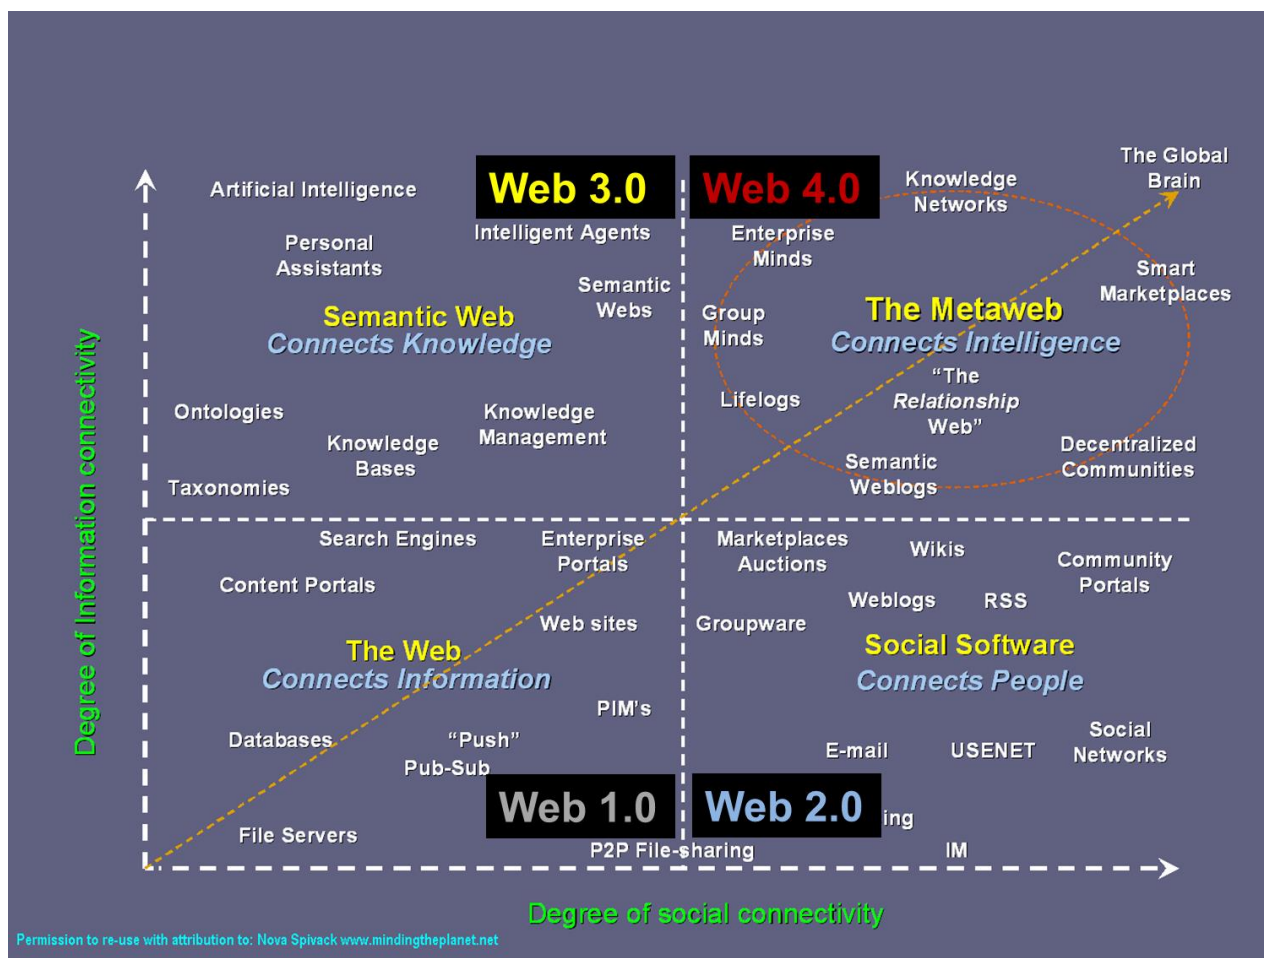 The Global
Brain
Artificial Intelligence
Web 3.0
Web 4.0
Knowledge
Networks
Personal
Assistants
Intelligent Agents
Enterprise
Minds
Semantic
Webs
Smart
Marketplaces
Semantic Web
Connects Knowledge
Group
Minds
The Metaweb
Connects Intelligence
“The
Relationship
Web”
Lifelogs
Ontologies
Knowledge
Management
Knowledge
Bases
Taxonomies
Semantic
Weblogs
Decentralized
Communities
Degree of Information connectivity
Search Engines
Enterprise
Portals
Content Portals
Web sites
The Web
Connects Information
PIM’s
Databases
“Push”
Pub-Sub
Web 1.0
File Servers
Marketplaces
Auctions
Wikis
Community
Portals
Weblogs
RSS
Groupware
Social Software
Connects People
E-mail
USENET
Social
Networks
Web 2.0
ing
P2P File-sharing
IM
Degree of social connectivity
Permission to re-use with attribution to: Nova Spivack www.mindingtheplanet.net